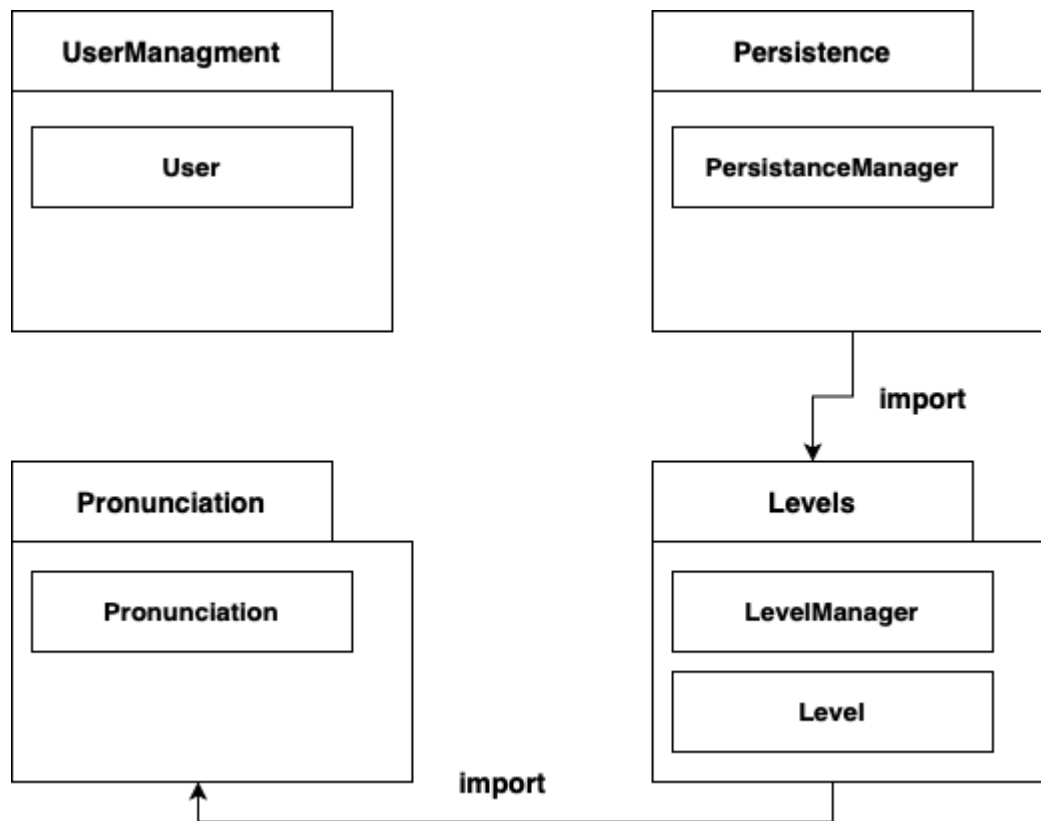 UserManagment
User
Persistence
PersistanceManager
import
Pronunciation
Pronunciation
Levels
LevelManager
Level
import